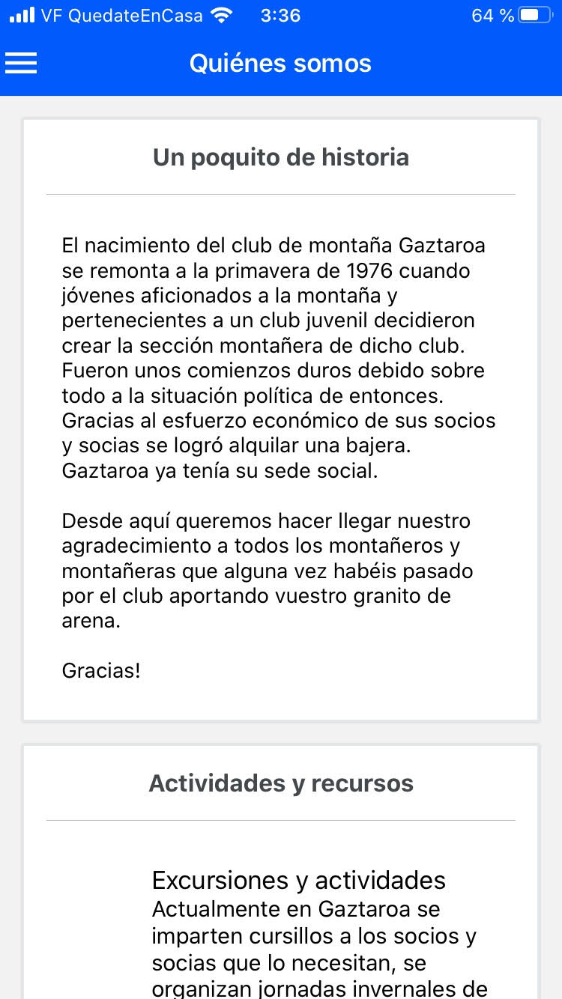 VF QuedateEnCasa 3:36 64 %
Quiénes somos
Un poquito de historia
El nacimiento del club de montaña Gaztaroa
se remonta a la primavera de 1976 cuando
jóvenes aficionados a la montaña y
pertenecientes a un club juvenil decidieron
crear la sección montañera de dicho club.
Fueron unos comienzos duros debido sobre
todo a la situación política de entonces.
Gracias al esfuerzo económico de sus socios
y socias se logró alquilar una bajera.
Gaztaroa ya tenía su sede social.
Desde aquí queremos hacer llegar nuestro
agradecimiento a todos los montañeros y
montañeras que alguna vez habéis pasado
por el club aportando vuestro granito de
arena.
Gracias!
Actividades y recursos
Excursiones y actividades
Actualmente en Gaztaroa se
imparten cursillos a los socios y
socias que lo necesitan, se
organizan jornadas invernales de